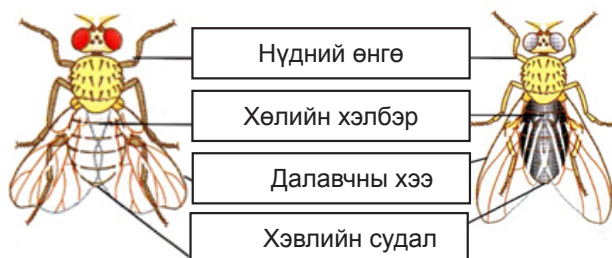 Нүдний өнгө
Хөлийн хэлбэр
Далавчны хээ
Хэвлийн судал